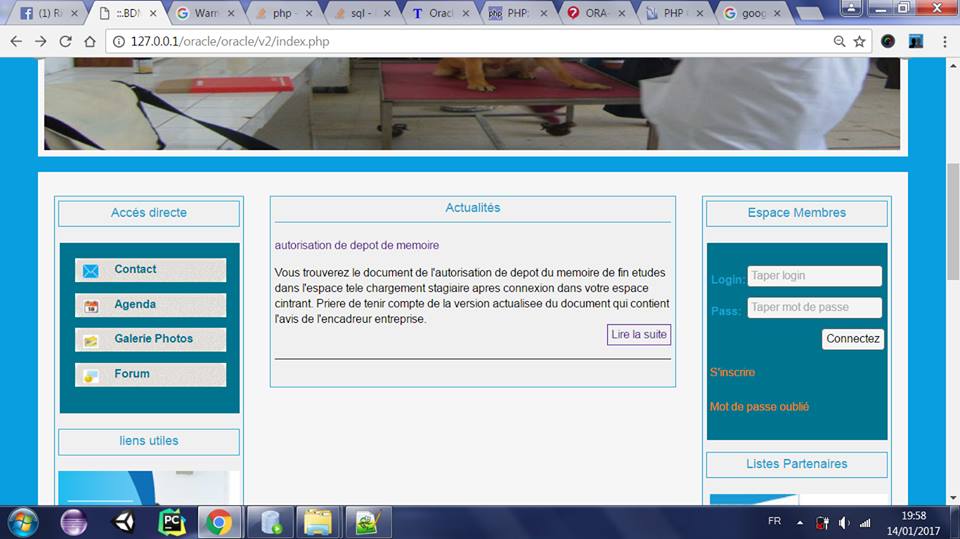 (1) R
::.BDN
Warn
php -
sql -
Oracl
PHP:
ORA-
PHP
goog
127.0.0.1/oracle/oracle/v2/index.php
Accés directe
Contact
Agenda
Galerie Photos
Forum
liens utiles
Actualités
autorisation de depot de memoire
Vous trouverez le document de l'autorisation de depot du memoire de fin etudes
dans l'espace tele chargement stagiaire apres connexion dans votre espace
cintrant. Priere de tenir compte de la version actualisee du document qui contient
l'avis de l'encadreur entreprise.
Lire la suite
Espace Membres
Login: Taper login
Pass: Taper mot de passe
Connectez
S'inscrire
Mot de passe oublié
Listes Partenaires
PC
FR
19:58
14/01/2017